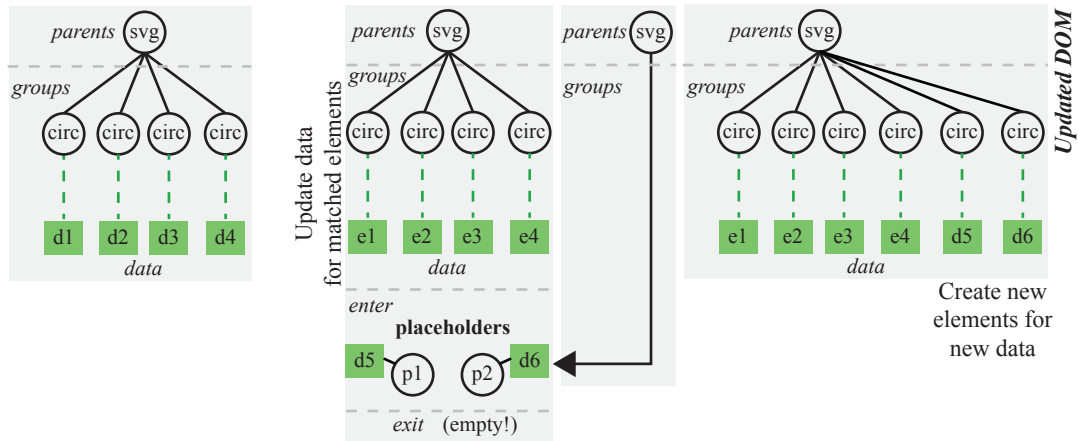 parents svg
groups
circ circ circ circ
d1 d2 d3 d4
data
Update data
for matched elements
parents svg
groups
circ circ circ circ
e1 e2 e3 e4
data
enter
placeholders
d5 p1 p2 d6
exit (empty!)
parents svg
groups
parents svg
groups
circ circ circ circ circ circ
e1 e2 e3 e4 d5 d6
data
Updated DOM
Create new
elements for
new data